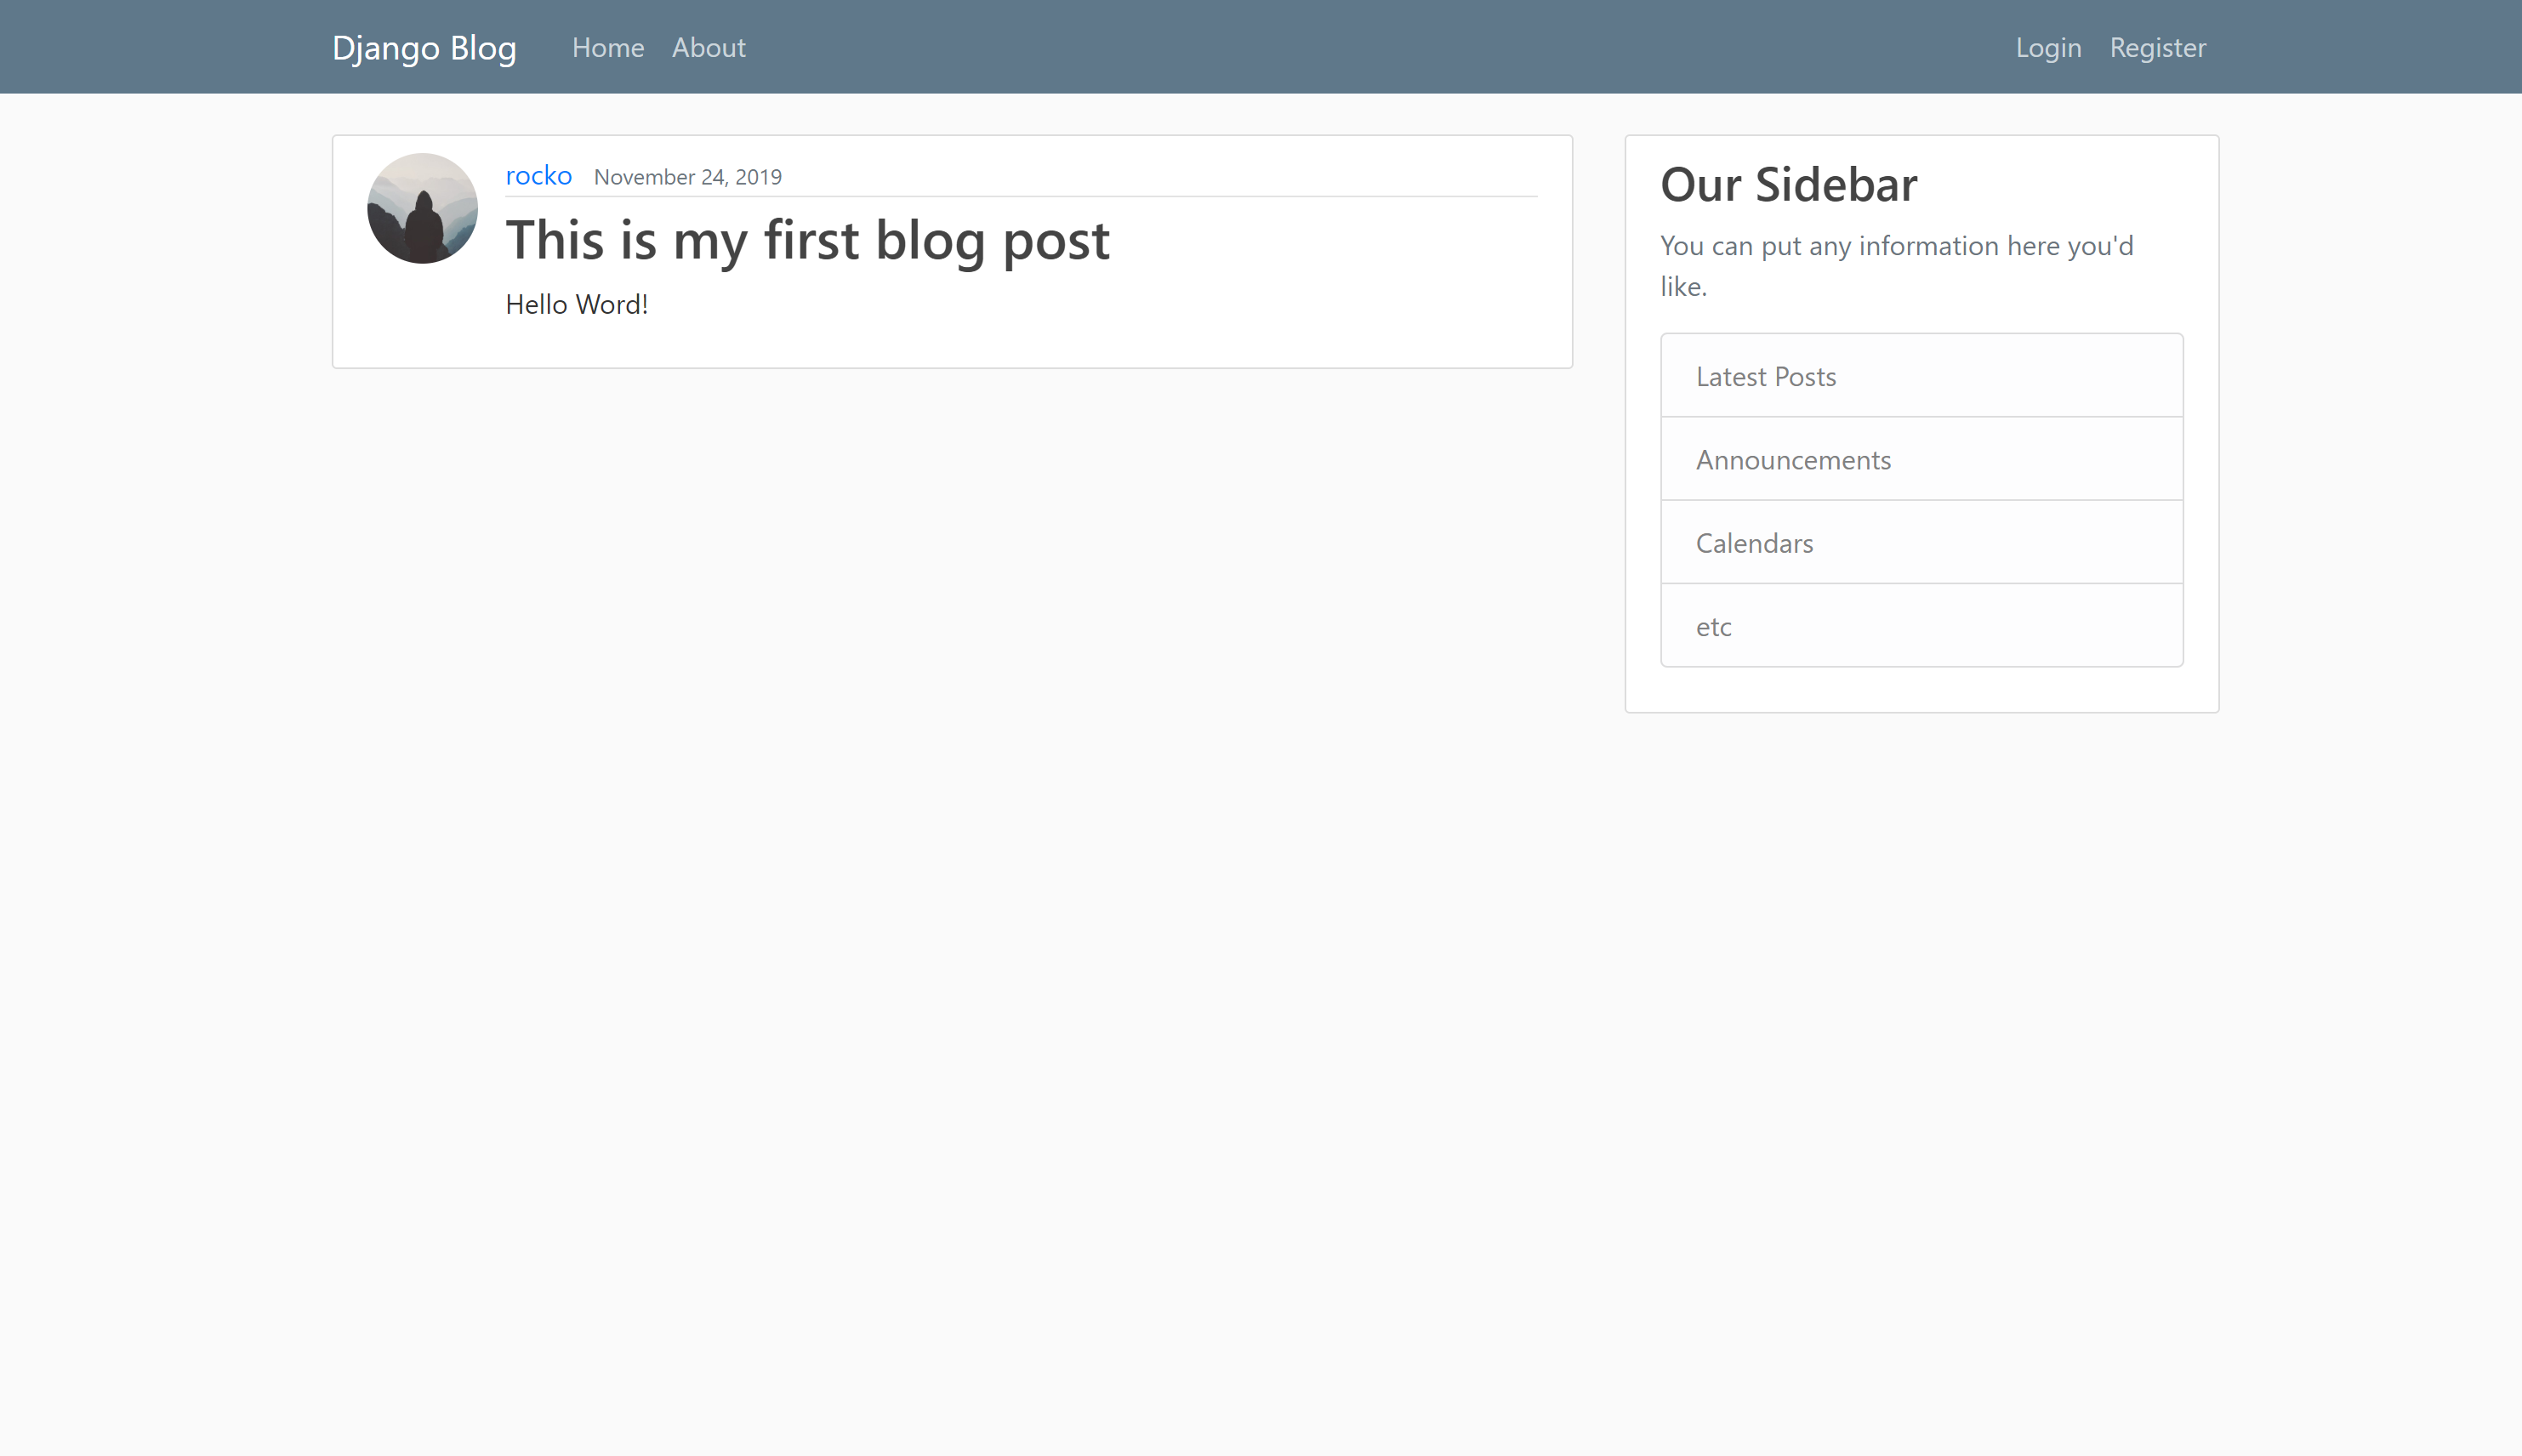 Django Blog Home About Login Register
rocko November 24, 2019
This is my first blog post
Hello Word!
Our Sidebar
You can put any information here you'd
like.
Latest Posts
Announcements
Calendars
etc